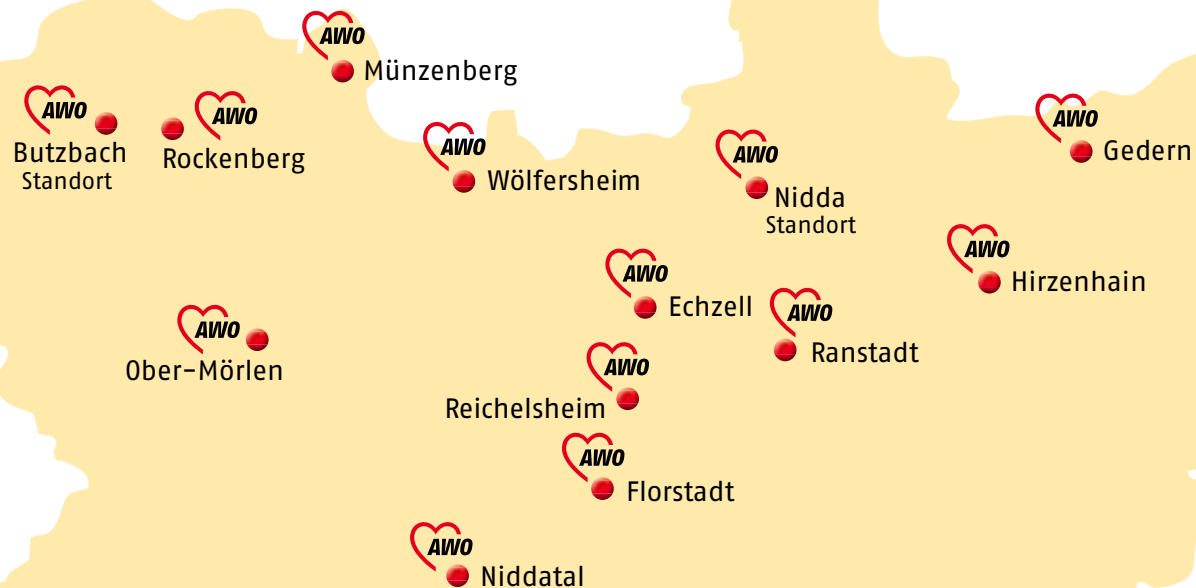 AWO
Münzenberg
AWO
Butzbach
Standort
AWO
Rockenberg
AWO
Wölfersheim
AWO
Nidda
Standort
AWO
Gedern
AWO
Hirzenhain
AWO
Echzell
AWO
Ranstadt
AWO
Ober-Mörlen
AWO
Reichelsheim
AWO
Florstadt
AWO
Niddatal